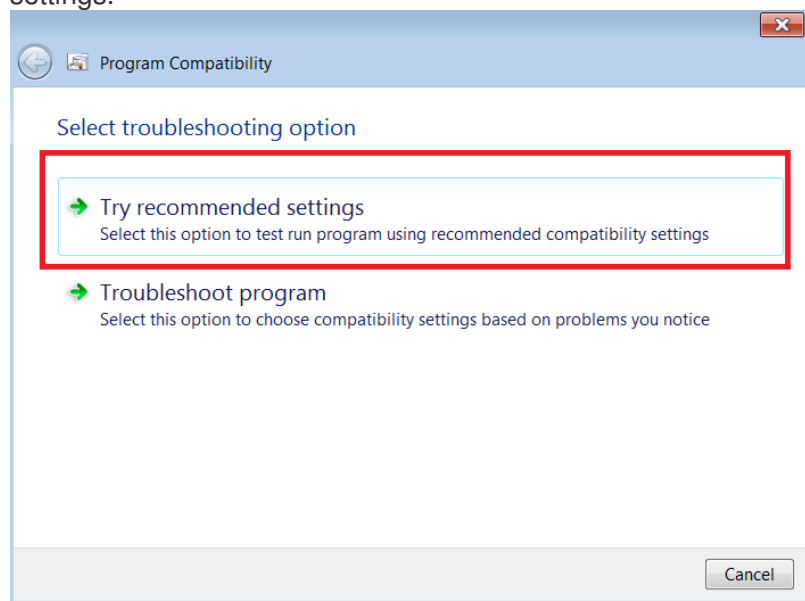 settings.
Program Compatibility
Select troubleshooting option
Try recommended settings
Select this option to test run program using recommended compatibility settings
Troubleshoot program
Select this option to choose compatibility settings based on problems you notice
Cancel